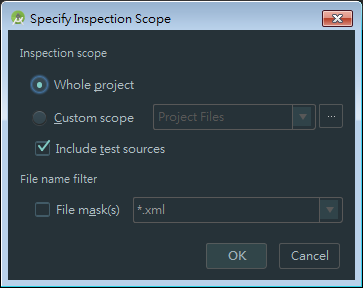 Specify Inspection Scope
Inspection scope
Whole project
Custom scope
Project Files
...
Include test sources
File name filter
File mask(s)
*.xml
OK
Cancel